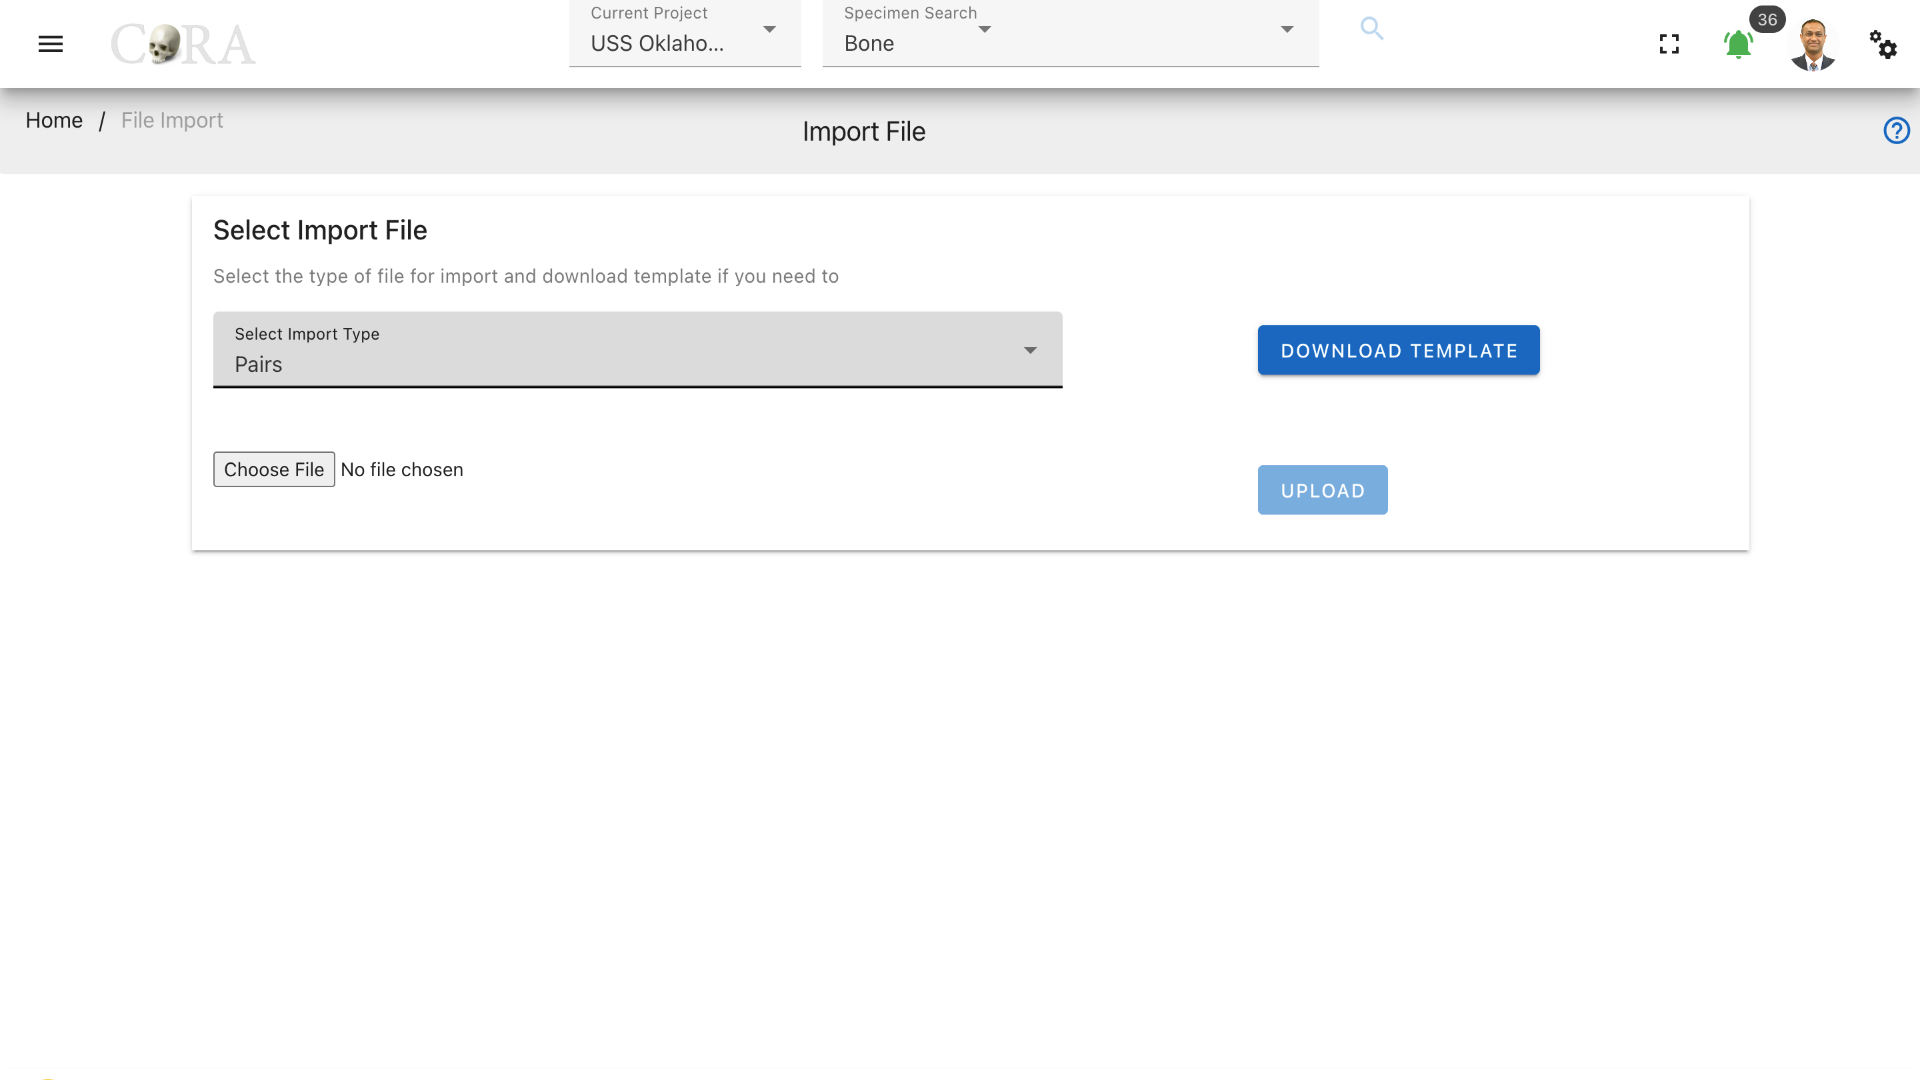 CORA
Current Project
USS Oklaho...
Specimen Search
Bone
36
Home / File Import
Import File
Select Import File
Select the type of file for import and download template if you need to
Select Import Type
Pairs
DOWNLOAD TEMPLATE
Choose File No file chosen
UPLOAD